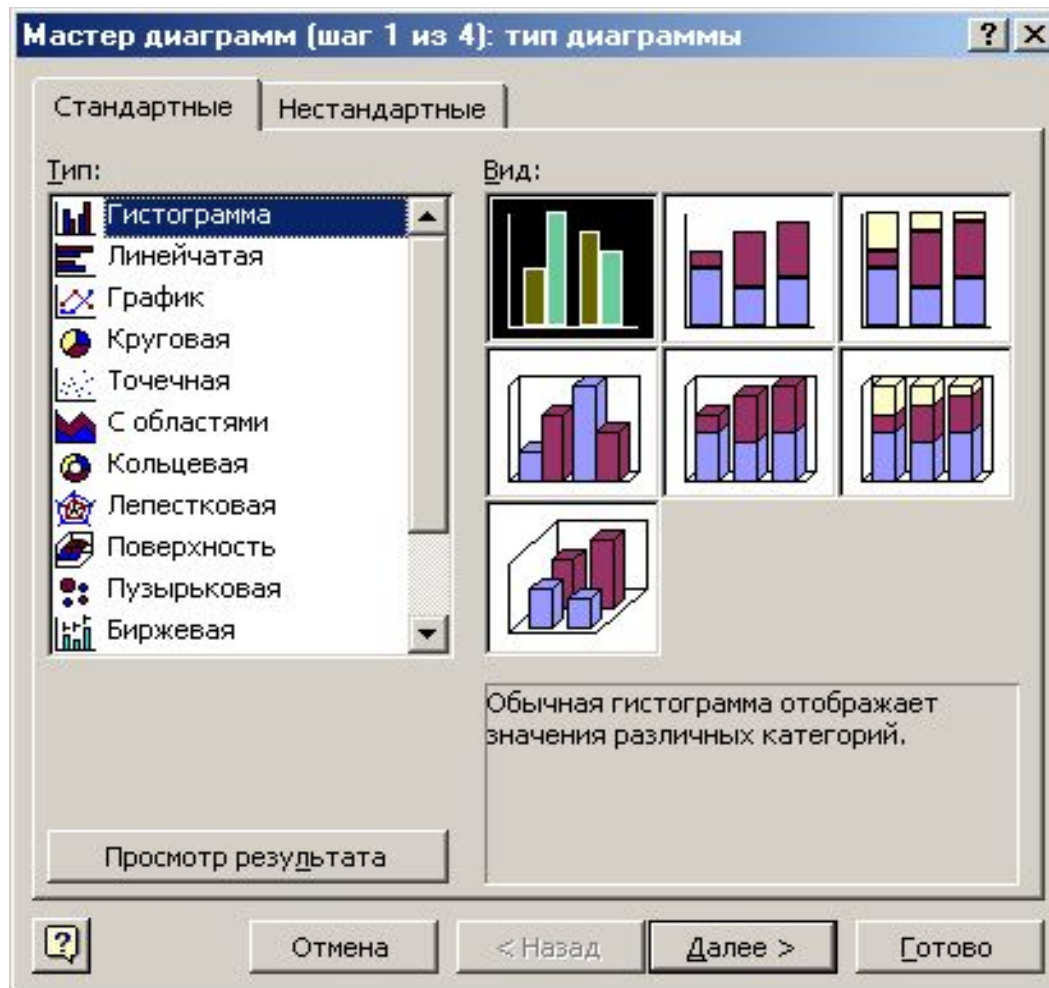 Мастер диаграмм (шаг 1 из 4): тип диаграммы
Стандартные
Нестандартные
Тип:
Гистограмма
Линейчатая
График
Круговая
Точечная
С областями
Кольцевая
Лепестковая
Поверхность
Пузырьковая
Биржевая
Вид:
Обычная гистограмма отображает
значения различных категорий.
Просмотр результата
Отмена
< Назад
Далее >
Готово